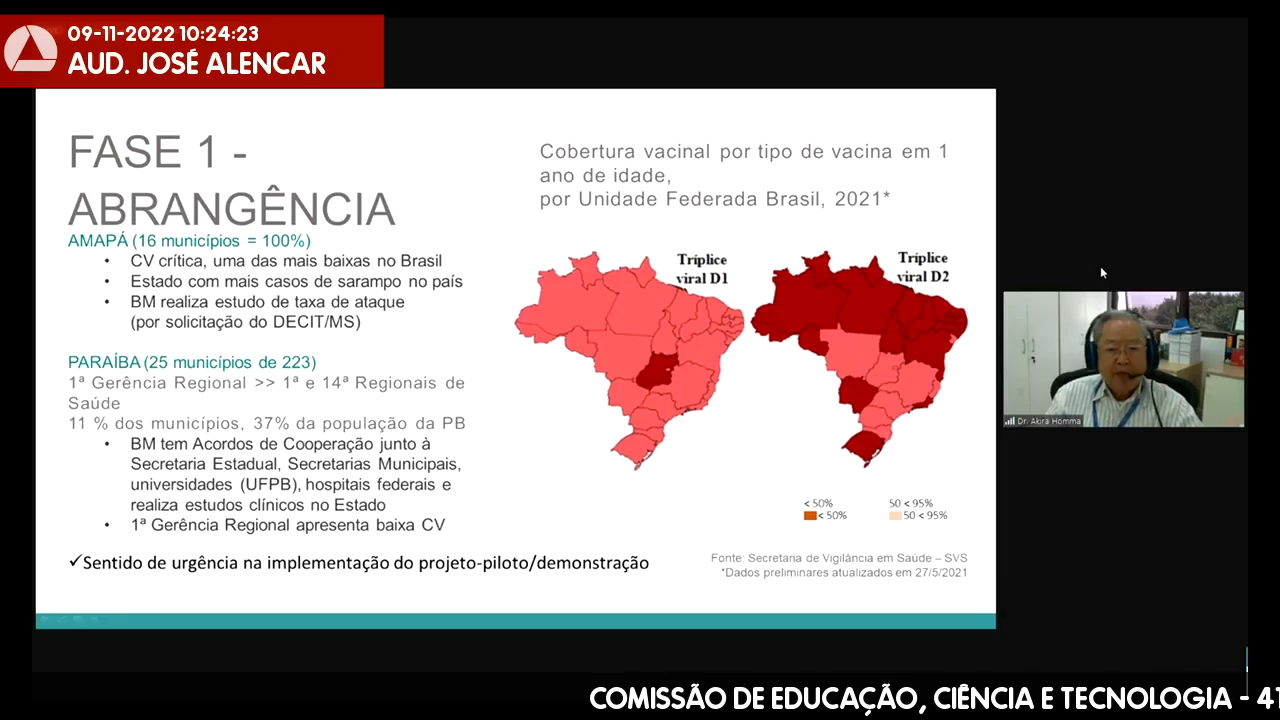 09-11-2022 10:24:23
AUD. JOSÉ ALENCAR
FASE 1 -
ABRANGÊNCIA
AMAPÁ (16 municípios = 100%)
• CV crítica, uma das mais baixas no Brasil
• Estado com mais casos de sarampo no país
• BM realiza estudo de taxa de ataque
(por solicitação do DECIT/MS)
PARAÍBA (25 municípios de 223)
1ª Gerência Regional >> 1ª e 14ª Regionais de
Saúde
11 % dos municípios, 37% da população da PB
• BM tem Acordos de Cooperação junto à
Secretaria Estadual, Secretarias Municipais,
universidades (UFPB), hospitais federais e
realiza estudos clínicos no Estado
• 1ª Gerência Regional apresenta baixa CV
✓Sentido de urgência na implementação do projeto-piloto/demonstração
Cobertura vacinal por tipo de vacina em 1
ano de idade,
por Unidade Federada Brasil, 2021*
Tríplice
viral D1
Tríplice
viral D2
< 50% 50 < 95%
< 50% 50 < 95%
Fonte: Secretaria de Vigilância em Saúde – SVS
*Dados preliminares atualizados em 27/5/2021
Dr. Akira Homma
COMISSÃO DE EDUCAÇÃO, CIÊNCIA E TECNOLOGIA - 41